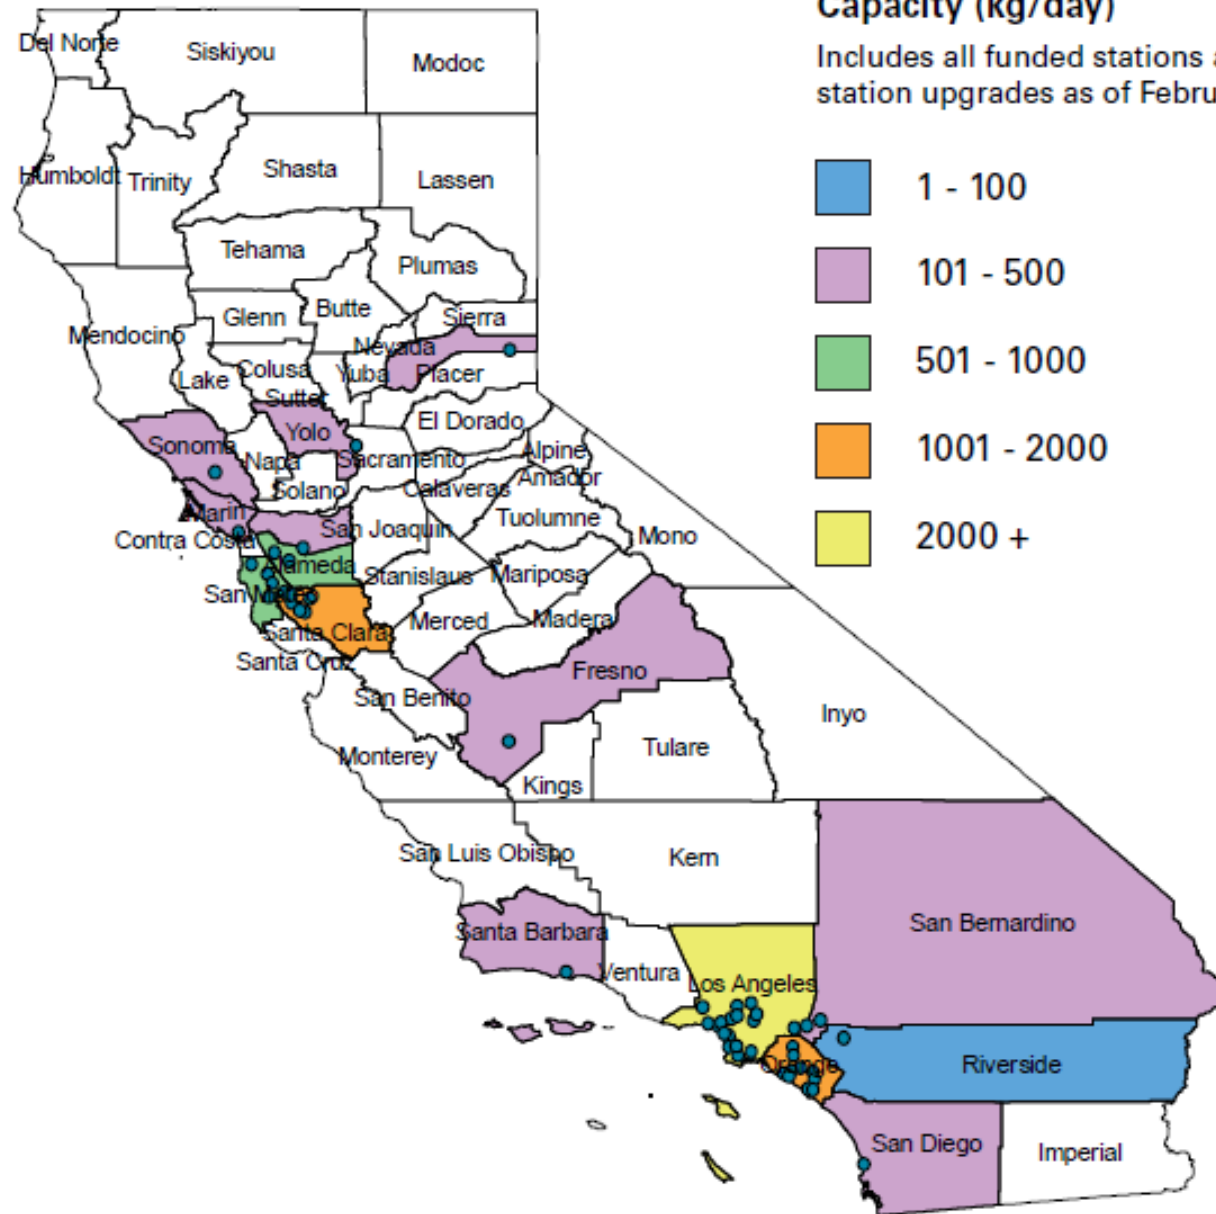 Capacity (kg/day)
Includes all funded stations
station upgrades as of
1 - 100
101 - 500
501 - 1000
1001 - 2000
2000 +
Del Norte
Siskiyou
Modoc
Humboldt
Trinity
Shasta
Lassen
Tehama
Plumas
Glenn
Butte
Sierra
Mendocino
Nevada
Lake
Colusa
Yuba
Placer
Sutter
Sonoma
Yolo
El Dorado
Napa
Sacramento
Alpine
Solano
Calaveras
Amador
Marin
San Joaquin
Tuolumne
Mono
Contra Costa
Alameda
Stanislaus
Mariposa
San Mateo
Santa Clara
Merced
Madera
Santa Cruz
San Benito
Fresno
Inyo
Monterey
Kings
Tulare
San Luis Obispo
Kern
Santa Barbara
Ventura
Los Angeles
San Bernardino
Orange
Riverside
San Diego
Imperial